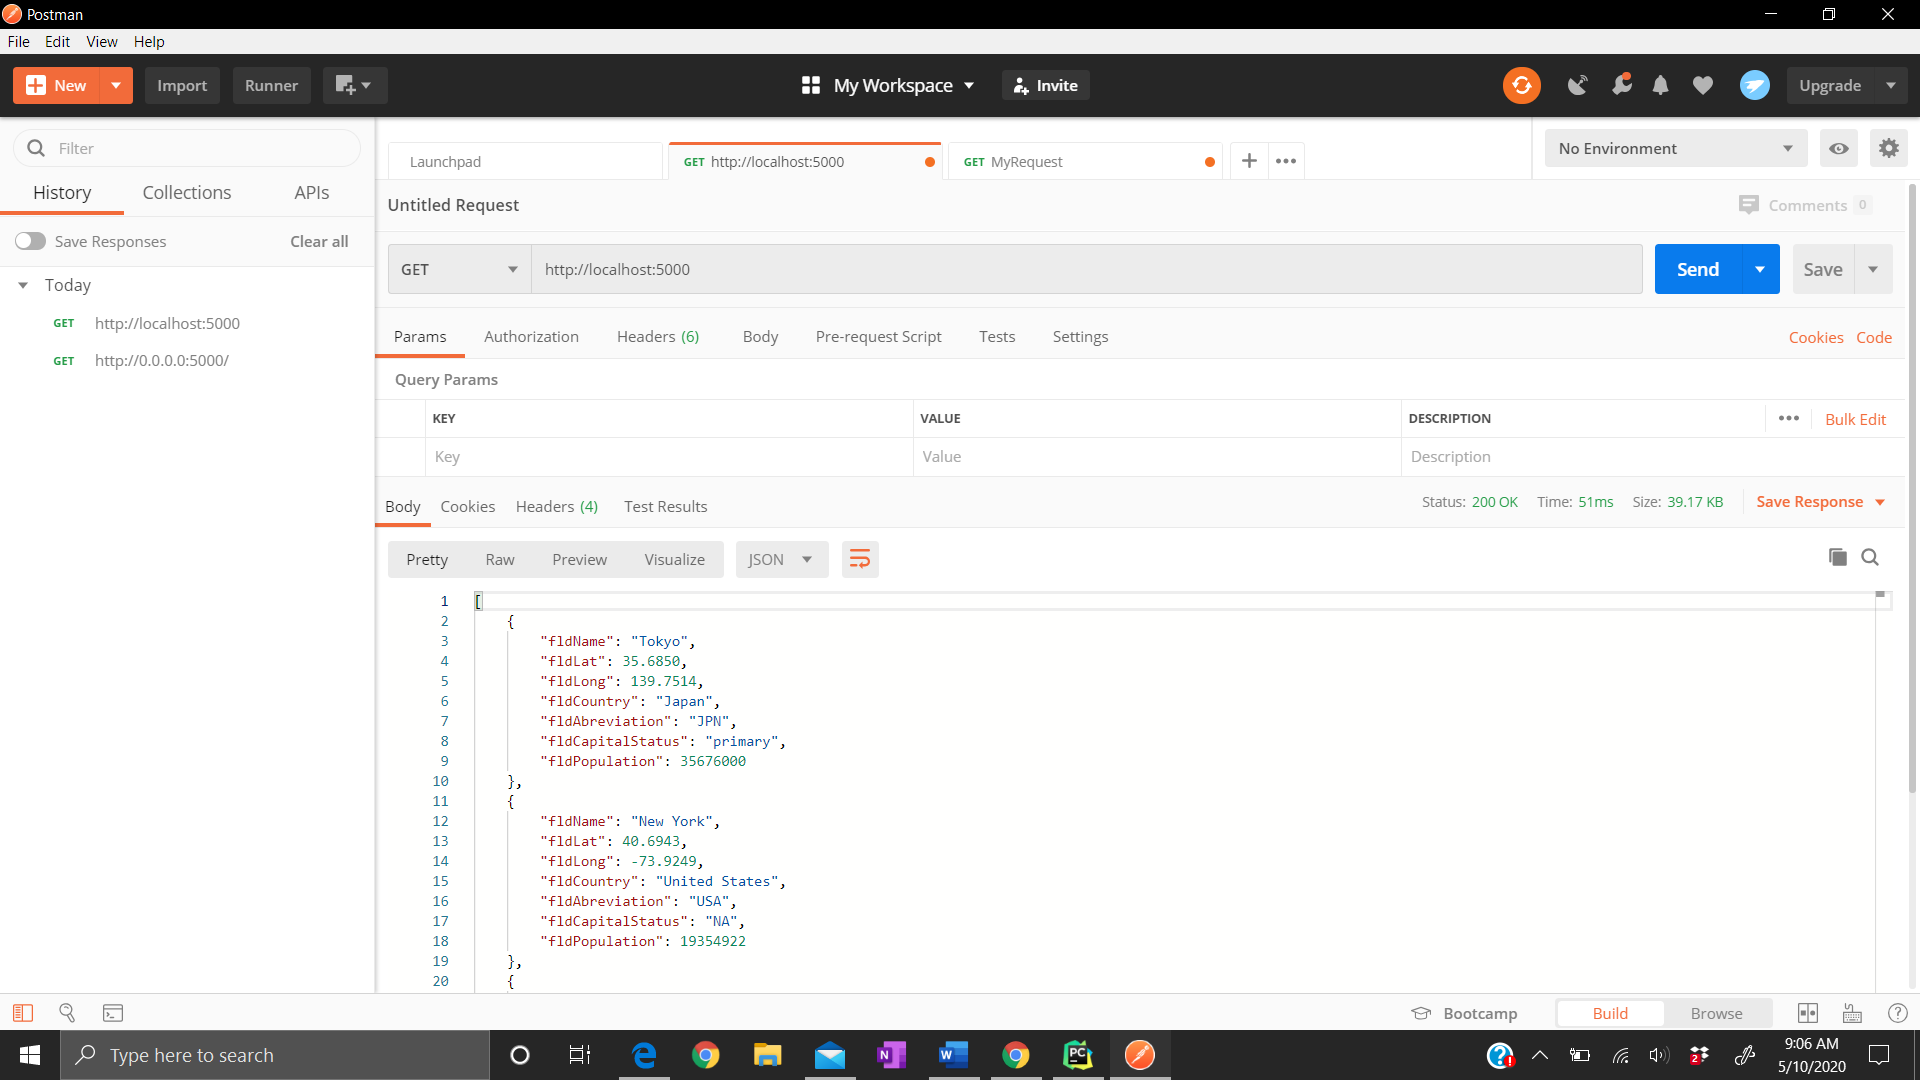 Postman
File Edit View Help
New Import Runner My Workspace Invite Upgrade
Filter
History Collections APIs
Save Responses Clear all
Today
GET http://localhost:5000
GET http://0.0.0.0:5000/
Launchpad GET http://localhost:5000 GET MyRequest No Environment
Untitled Request Comments 0
GET http://localhost:5000 Send Save
Params Authorization Headers (6) Body Pre-request Script Tests Settings Cookies Code
Query Params
KEY VALUE DESCRIPTION Bulk Edit
Key Value Description
Body Cookies Headers (4) Test Results Status: 200 OK Time: 51ms Size: 39.17 KB Save Response
Pretty Raw Preview Visualize JSON
1 [
2 {
3 "fldName": "Tokyo",
4 "fldLat": 35.6850,
5 "fldLong": 139.7514,
6 "fldCountry": "Japan",
7 "fldAbreviation": "JPN",
8 "fldCapitalStatus": "primary",
9 "fldPopulation": 35676000
10 },
11 {
12 "fldName": "New York",
13 "fldLat": 40.6943,
14 "fldLong": -73.9249,
15 "fldCountry": "United States",
16 "fldAbreviation": "USA",
17 "fldCapitalStatus": "NA",
18 "fldPopulation": 19354922
19 },
20 {
Bootcamp Build Browse
Type here to search
9:06 AM
5/10/2020